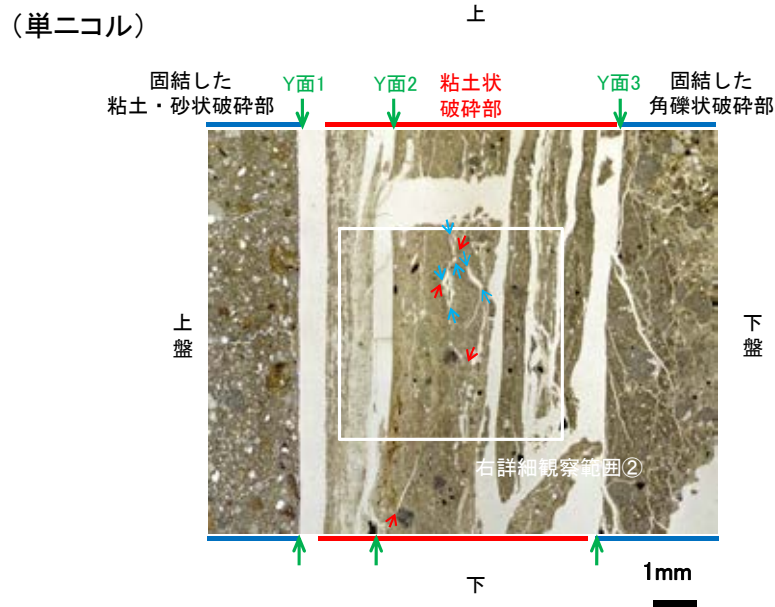 (単ニコル)
上
固結した
粘土・砂状破砕部
Y面1
Y面2
粘土状
破砕部
Y面3
固結した
角礫状破砕部
上
盤
下
盤
右詳細観察範囲②
下
1mm